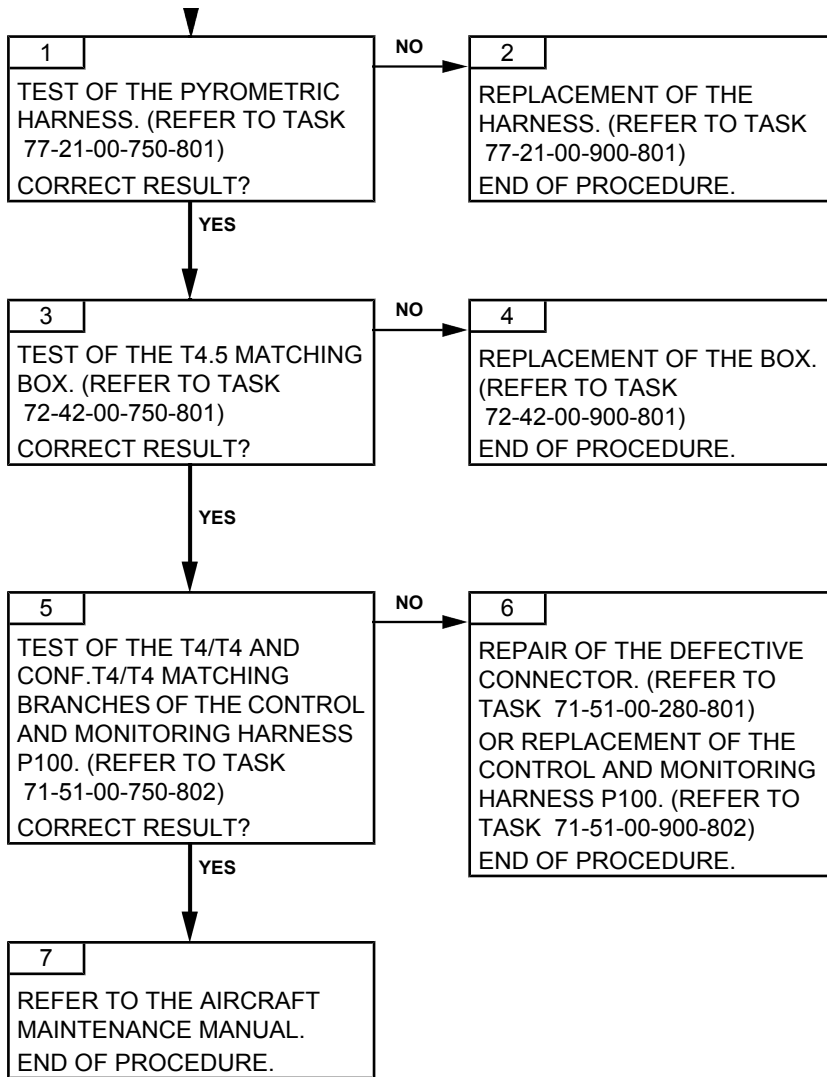 1
TEST OF THE PYROMETRIC
HARNESS. (REFER TO TASK
77-21-00-750-801)
CORRECT RESULT?
NO
2
REPLACEMENT OF THE
HARNESS. (REFER TO TASK
77-21-00-900-801)
END OF PROCEDURE.
YES
3
TEST OF THE T4.5 MATCHING
BOX. (REFER TO TASK
72-42-00-750-801)
CORRECT RESULT?
NO
4
REPLACEMENT OF THE BOX.
(REFER TO TASK
72-42-00-900-801)
END OF PROCEDURE.
YES
5
TEST OF THE T4/T4 AND
CONF.T4/T4 MATCHING
BRANCHES OF THE CONTROL
AND MONITORING HARNESS
P100. (REFER TO TASK
71-51-00-750-802)
CORRECT RESULT?
NO
6
REPAIR OF THE DEFECTIVE
CONNECTOR. (REFER TO
TASK 71-51-00-280-801)
OR REPLACEMENT OF THE
CONTROL AND MONITORING
HARNESS P100. (REFER TO
TASK 71-51-00-900-802)
END OF PROCEDURE.
YES
7
REFER TO THE AIRCRAFT
MAINTENANCE MANUAL.
END OF PROCEDURE.